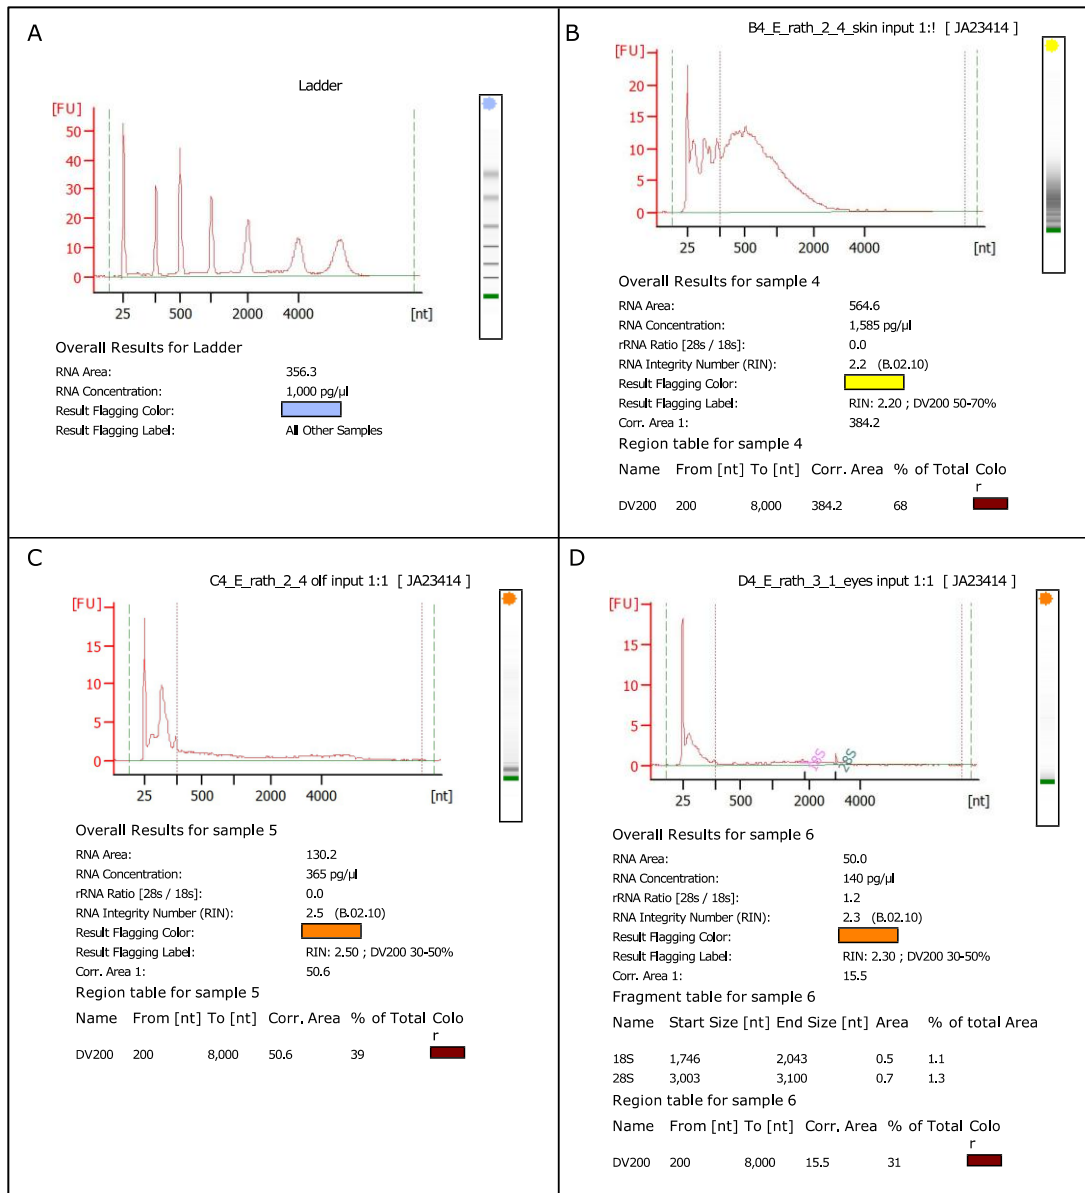 A
Ladder
[FU]
50
40
30
20
10
0
25 500 2000 4000 [nt]
Overall Results for Ladder
RNA Area: 356.3
RNA Concentration: 1,000 pg/µl
Result Flagging Color:
Result Flagging Label: All Other Samples
B
B4_E_rath_2_4_skin input 1:! [ JA23414 ]
[FU]
20
15
10
5
0
25 500 2000 4000 [nt]
Overall Results for sample 4
RNA Area: 564.6
RNA Concentration: 1,585 pg/µl
rRNA Ratio [28s / 18s]: 0.0
RNA Integrity Number (RIN): 2.2 (B.02.10)
Result Flagging Color:
Result Flagging Label: RIN: 2.20 ; DV200 50-70%
Corr. Area 1: 384.2
Region table for sample 4
Name From [nt] To [nt] Corr. Area % of Total Colo
r
DV200 200 8,000 384.2 68
C
C4_E_rath_2_4 olf input 1:1 [ JA23414 ]
[FU]
15
10
5
0
25 500 2000 4000 [nt]
Overall Results for sample 5
RNA Area: 130.2
RNA Concentration: 365 pg/µl
rRNA Ratio [28s / 18s]: 0.0
RNA Integrity Number (RIN): 2.5 (B.02.10)
Result Flagging Color:
Result Flagging Label: RIN: 2.50 ; DV200 30-50%
Corr. Area 1: 50.6
Region table for sample 5
Name From [nt] To [nt] Corr. Area % of Total Colo
r
DV200 200 8,000 50.6 39
D
D4_E_rath_3_1_eyes input 1:1 [ JA23414 ]
[FU]
15
10
5
0
18S 28S
25 500 2000 4000 [nt]
Overall Results for sample 6
RNA Area: 50.0
RNA Concentration: 140 pg/µl
rRNA Ratio [28s / 18s]: 1.2
RNA Integrity Number (RIN): 2.3 (B.02.10)
Result Flagging Color:
Result Flagging Label: RIN: 2.30 ; DV200 30-50%
Corr. Area 1: 15.5
Fragment table for sample 6
Name Start Size [nt] End Size [nt] Area % of total Area
18S 1,746 2,043 0.5 1.1
28S 3,003 3,100 0.7 1.3
Region table for sample 6
Name From [nt] To [nt] Corr. Area % of Total Colo
r
DV200 200 8,000 15.5 31